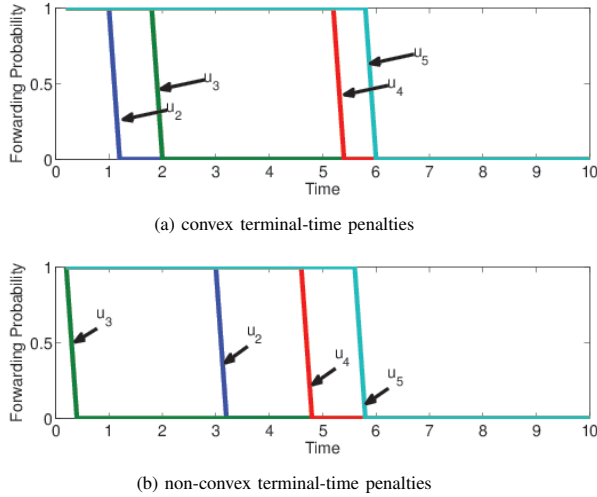 Forwarding Probability
1
0.5
0
u₂
u₃
u₄
u₅
0 1 2 3 4 5 6 7 8 9 10
Time
(a) convex terminal-time penalties
Forwarding Probability
1
0.5
0
u₃
u₂
u₄
u₅
0 1 2 3 4 5 6 7 8 9 10
Time
(b) non-convex terminal-time penalties